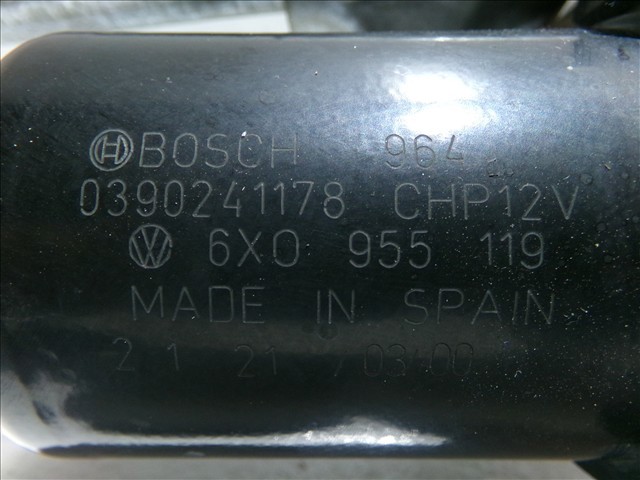 BOSCH 964
0390241178 CHP12V
6X0 955 119
MADE IN SPAIN
2 1 21 /03/00